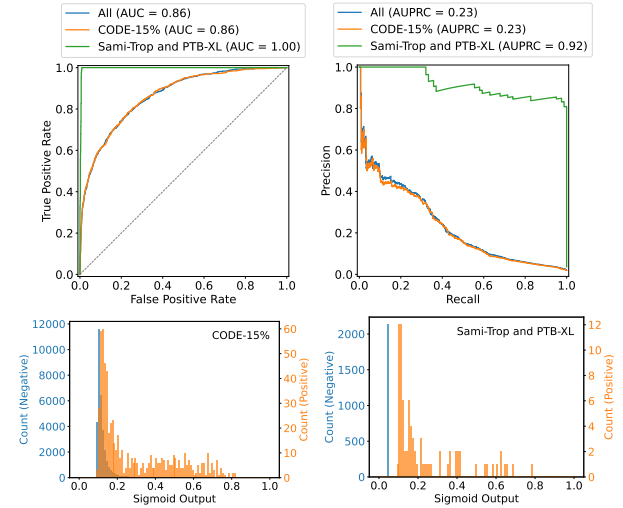 All (AUC = 0.86)
CODE-15% (AUC = 0.86)
Sami-Trop and PTB-XL (AUC = 1.00)
1.0
0.8
0.6
0.4
0.2
0.0
True Positive Rate
0.0 0.2 0.4 0.6 0.8 1.0
False Positive Rate
All (AUPRC = 0.23)
CODE-15% (AUPRC = 0.23)
Sami-Trop and PTB-XL (AUPRC = 0.92)
1.0
0.8
0.6
0.4
0.2
0.0
Precision
0.0 0.2 0.4 0.6 0.8 1.0
Recall
CODE-15%
12000
10000
8000
6000
4000
2000
0
Count (Negative)
60
50
40
30
20
10
0
Count (Positive)
0.0 0.2 0.4 0.6 0.8 1.0
Sigmoid Output
Sami-Trop and PTB-XL
2000
1500
1000
500
0
Count (Negative)
12
10
8
6
4
2
0
Count (Positive)
0.0 0.2 0.4 0.6 0.8 1.0
Sigmoid Output